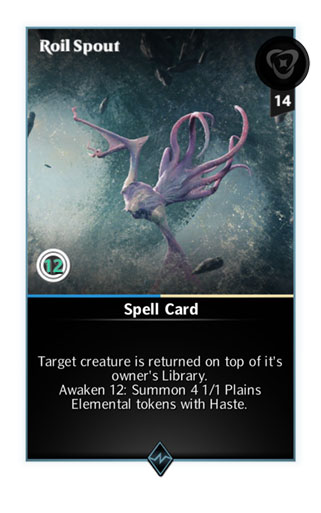 Roil Spout
14
12
Spell Card
Target creature is returned on top of it's
owner's Library.
Awaken 12: Summon 4 1/1 Plains
Elemental tokens with Haste.